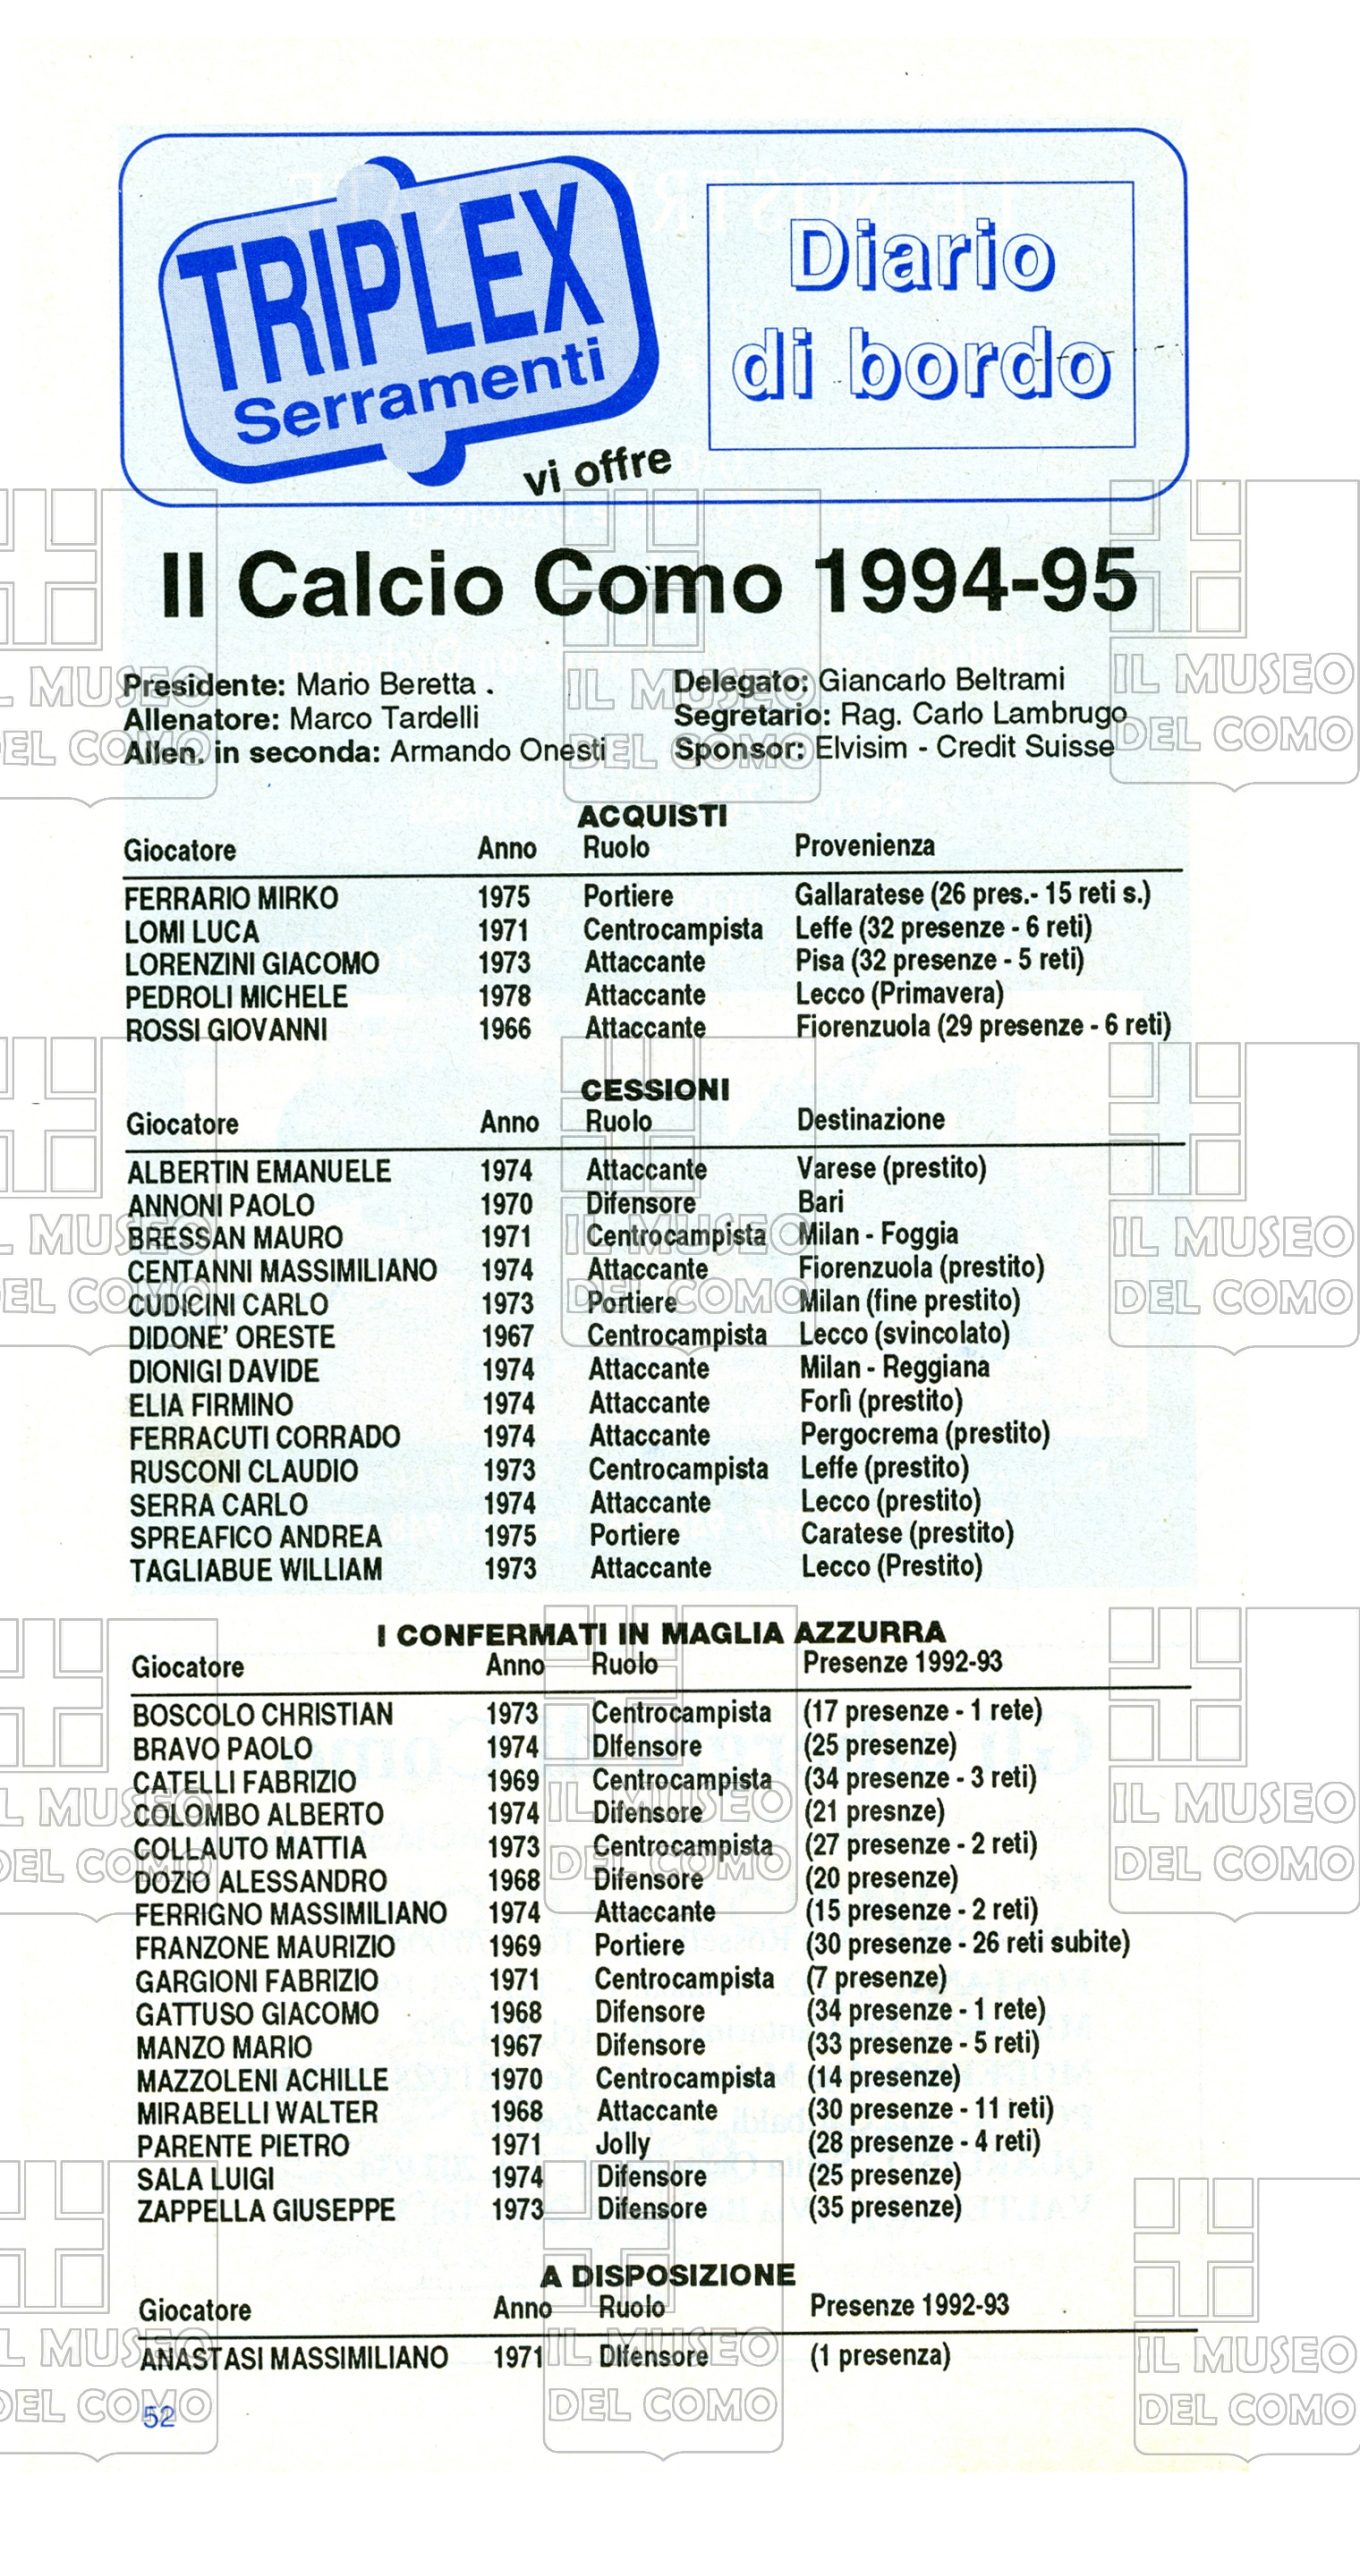 TRIPLEX
Serramenti
vi offre
Diario
di bordo
Il Calcio Como 1994-95
Presidente: Mario Beretta . Delegato: Giancarlo Beltrami
Allenatore: Marco Tardelli Segretario: Rag. Carlo Lambrugo
Allen. in seconda: Armando Onesti Sponsor: Elvisim - Credit Suisse
ACQUISTI
Giocatore Anno Ruolo Provenienza
FERRARIO MIRKO 1975 Portiere Gallaratese (26 pres.- 15 reti s.)
LOMI LUCA 1971 Centrocampista Leffe (32 presenze - 6 reti)
LORENZINI GIACOMO 1973 Attaccante Pisa (32 presenze - 5 reti)
PEDROLI MICHELE 1978 Attaccante Lecco (Primavera)
ROSSI GIOVANNI 1966 Attaccante Fiorenzuola (29 presenze - 6 reti)
CESSIONI
Giocatore Anno Ruolo Destinazione
ALBERTIN EMANUELE 1974 Attaccante Varese (prestito)
ANNONI PAOLO 1970 Difensore Bari
BRESSAN MAURO 1971 Centrocampista Milan - Foggia
CENTANNI MASSIMILIANO 1974 Attaccante Fiorenzuola (prestito)
CUDICINI CARLO 1973 Portiere Milan (fine prestito)
DIDONE' ORESTE 1967 Centrocampista Lecco (svincolato)
DIONIGI DAVIDE 1974 Attaccante Milan - Reggiana
ELIA FIRMINO 1974 Attaccante Forlì (prestito)
FERRACUTI CORRADO 1974 Attaccante Pergocrema (prestito)
RUSCONI CLAUDIO 1973 Centrocampista Leffe (prestito)
SERRA CARLO 1974 Attaccante Lecco (prestito)
SPREAFICO ANDREA 1975 Portiere Caratese (prestito)
TAGLIABUE WILLIAM 1973 Attaccante Lecco (Prestito)
I CONFERMATI IN MAGLIA AZZURRA
Giocatore Anno Ruolo Presenze 1992-93
BOSCOLO CHRISTIAN 1973 Centrocampista (17 presenze - 1 rete)
BRAVO PAOLO 1974 Difensore (25 presenze)
CATELLI FABRIZIO 1969 Centrocampista (34 presenze - 3 reti)
COLOMBO ALBERTO 1974 Difensore (21 presnze)
COLLAUTO MATTIA 1973 Centrocampista (27 presenze - 2 reti)
DOZIO ALESSANDRO 1968 Difensore (20 presenze)
FERRIGNO MASSIMILIANO 1974 Attaccante (15 presenze - 2 reti)
FRANZONE MAURIZIO 1969 Portiere (30 presenze - 26 reti subite)
GARGIONI FABRIZIO 1971 Centrocampista (7 presenze)
GATTUSO GIACOMO 1968 Difensore (34 presenze - 1 rete)
MANZO MARIO 1967 Difensore (33 presenze - 5 reti)
MAZZOLENI ACHILLE 1970 Centrocampista (14 presenze)
MIRABELLI WALTER 1968 Attaccante (30 presenze - 11 reti)
PARENTE PIETRO 1971 Jolly (28 presenze - 4 reti)
SALA LUIGI 1974 Difensore (25 presenze)
ZAPPELLA GIUSEPPE 1973 Difensore (35 presenze)
A DISPOSIZIONE
Giocatore Anno Ruolo Presenze 1992-93
ANASTASI MASSIMILIANO 1971 Difensore (1 presenza)
52
IL MUSEO
DEL COMO